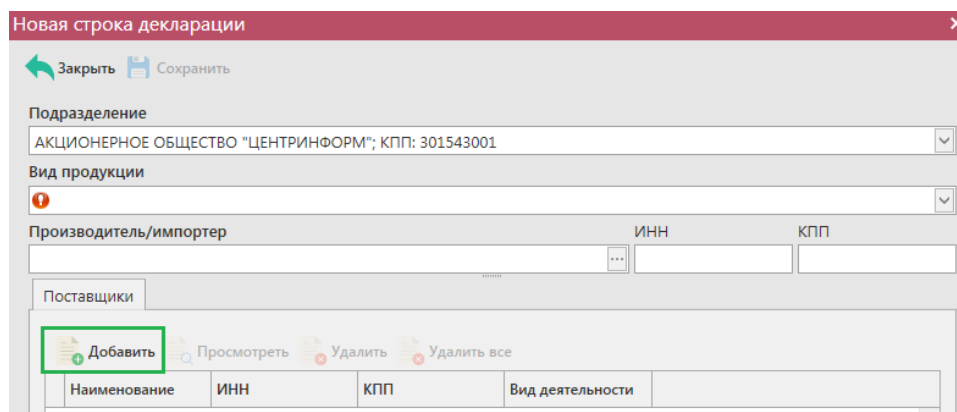 Новая строка декларации
Закрыть Сохранить
Подразделение
АКЦИОНЕРНОЕ ОБЩЕСТВО "ЦЕНТРИНФОРМ"; КПП: 301543001
Вид продукции
Производитель/импортер ИНН КПП
Поставщики
Добавить Просмотреть Удалить Удалить все
Наименование ИНН КПП Вид деятельности